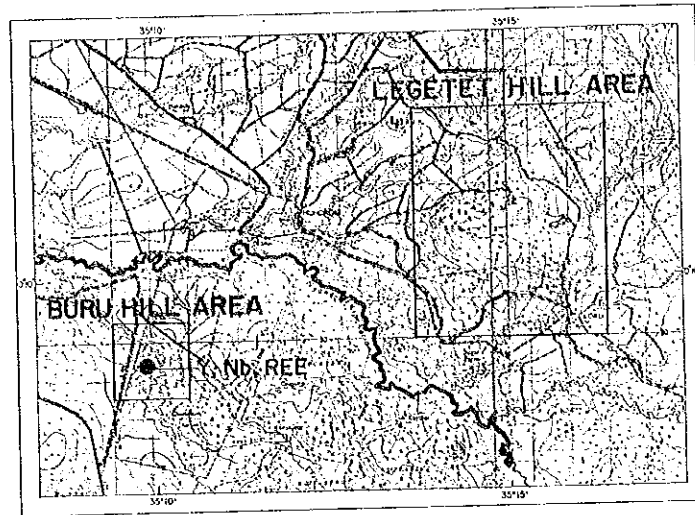 35°10'
35°15'
LEGETET HILL AREA
BURU HILL AREA
Y. Nb. REE
35°10'
35°15'